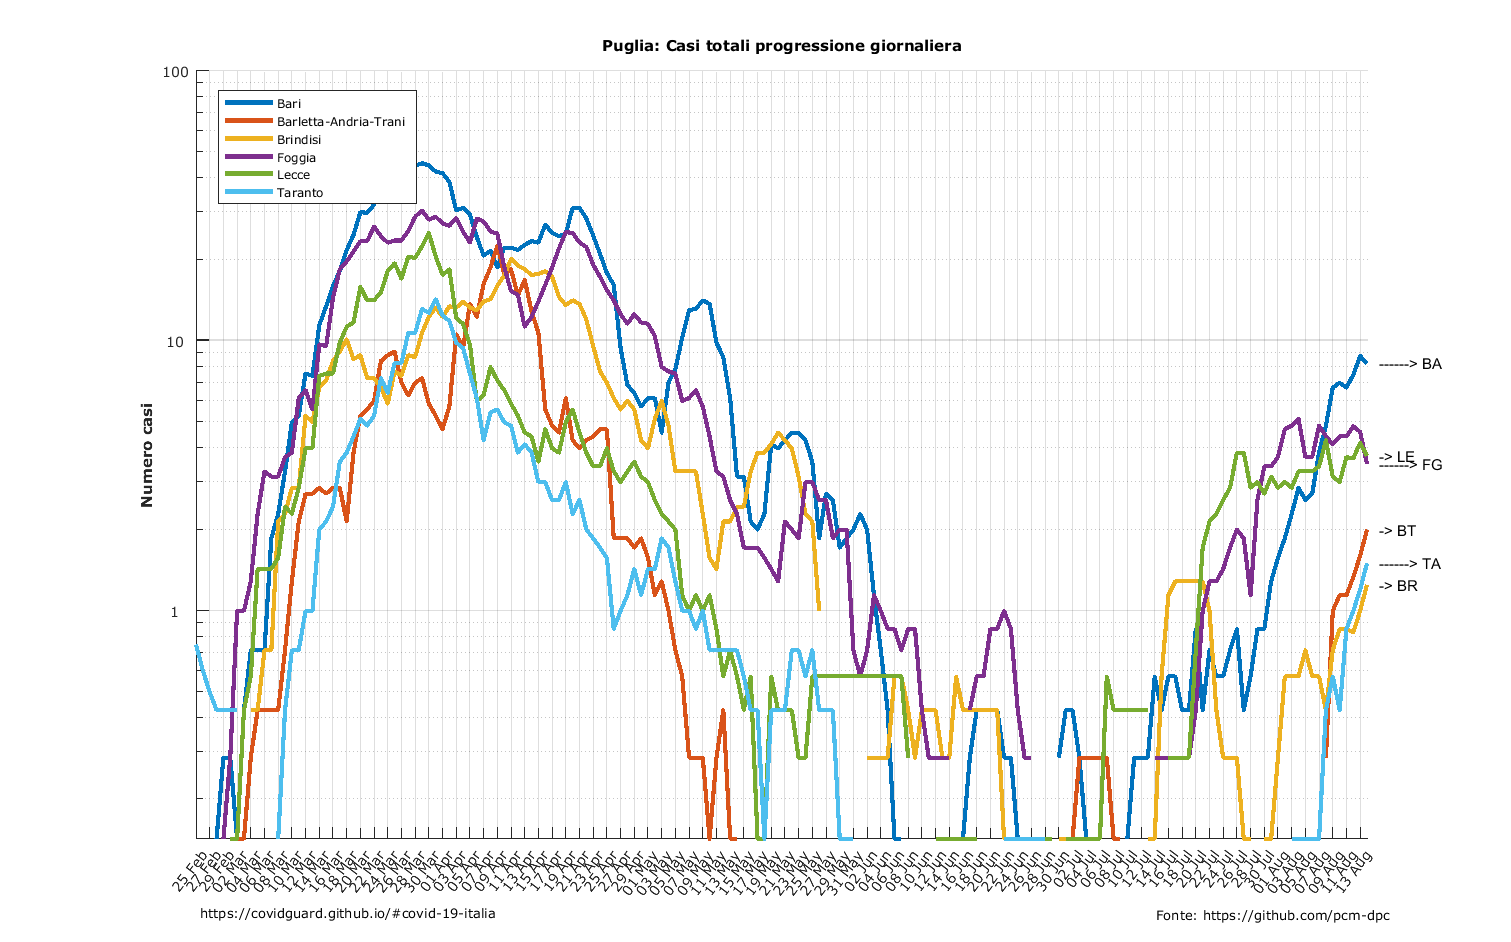 Puglia: Casi totali progressione giornaliera
100
10
1
Numero casi
Bari
Barletta-Andria-Trani
Brindisi
Foggia
Lecce
Taranto
------> BA
-> LE
------> FG
-> BT
------> TA
-> BR
25 Feb
27 Feb
29 Feb
02 Mar
04 Mar
06 Mar
08 Mar
10 Mar
12 Mar
14 Mar
16 Mar
18 Mar
20 Mar
22 Mar
24 Mar
26 Mar
28 Mar
30 Mar
01 Apr
03 Apr
05 Apr
07 Apr
09 Apr
11 Apr
13 Apr
15 Apr
17 Apr
19 Apr
21 Apr
23 Apr
25 Apr
27 Apr
29 Apr
01 May
03 May
05 May
07 May
09 May
11 May
13 May
15 May
17 May
19 May
21 May
23 May
25 May
27 May
29 May
31 May
02 Jun
04 Jun
06 Jun
08 Jun
10 Jun
12 Jun
14 Jun
16 Jun
18 Jun
20 Jun
22 Jun
24 Jun
26 Jun
28 Jun
30 Jun
02 Jul
04 Jul
06 Jul
08 Jul
10 Jul
12 Jul
14 Jul
16 Jul
18 Jul
20 Jul
22 Jul
24 Jul
26 Jul
28 Jul
30 Jul
01 Aug
03 Aug
05 Aug
07 Aug
09 Aug
11 Aug
13 Aug
https://covidguard.github.io/#covid-19-italia
Fonte: https://github.com/pcm-dpc